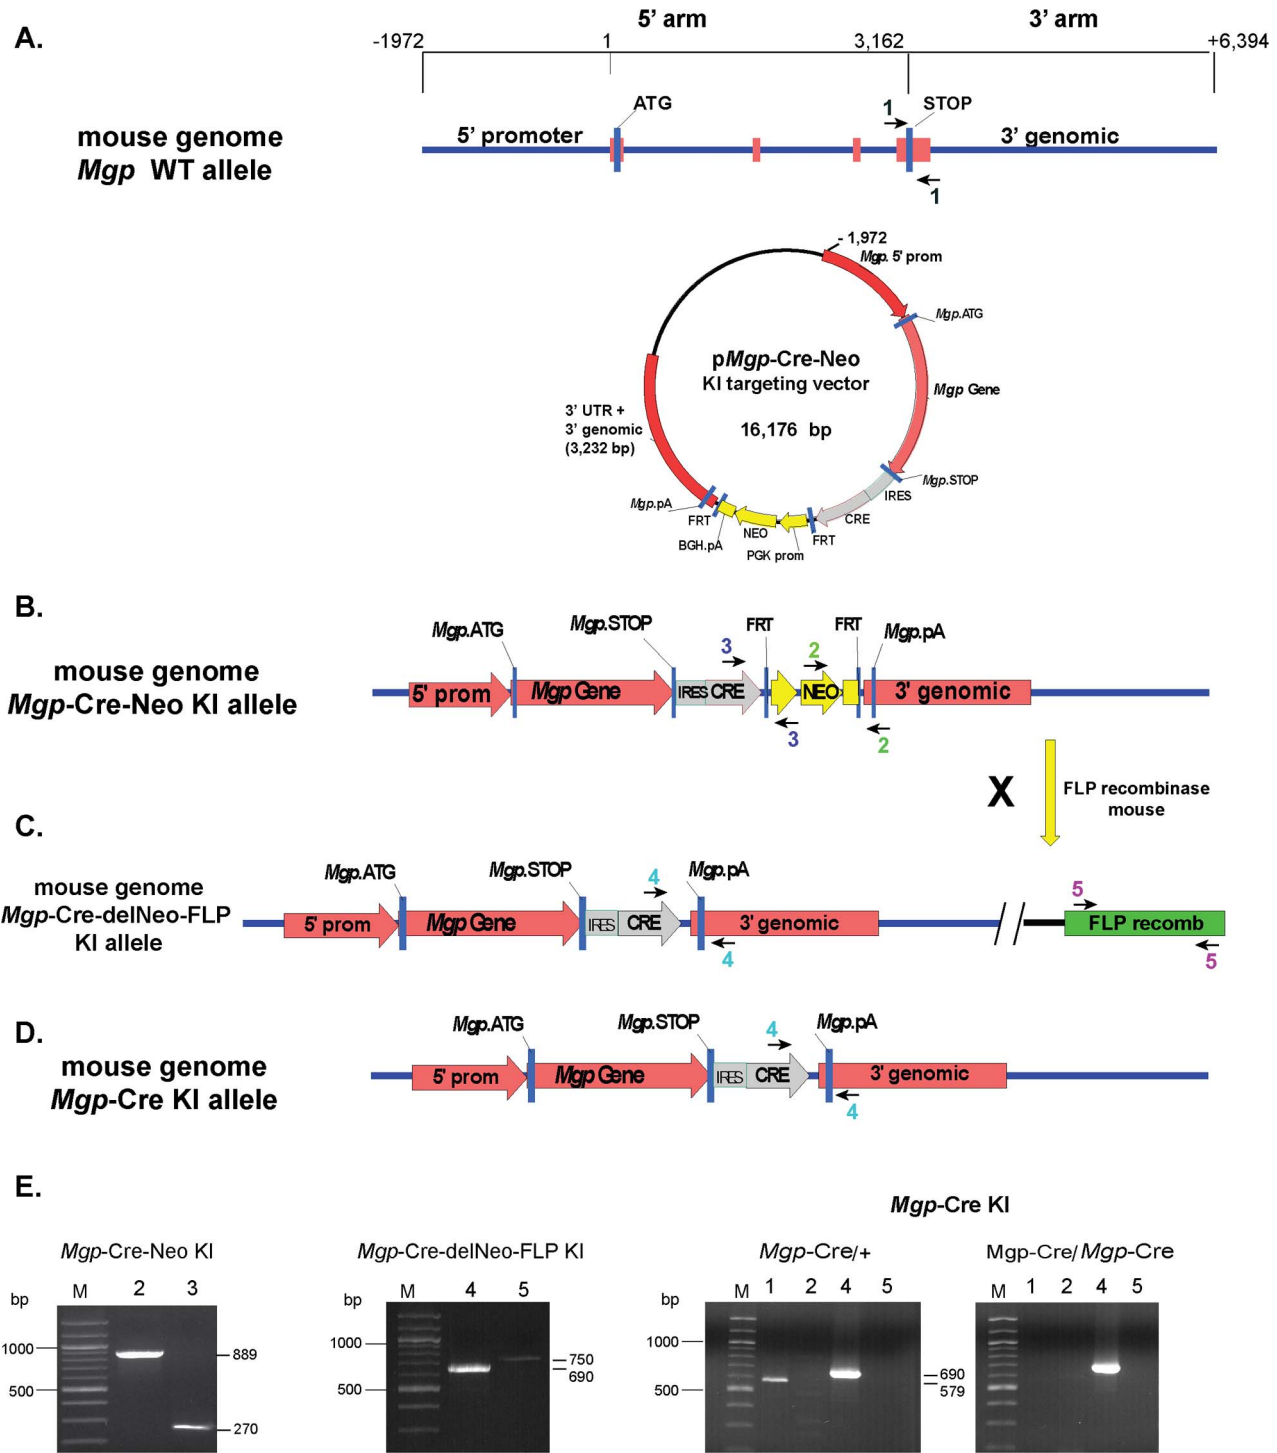 A.
5' arm
3' arm
-1972
1
3,162
+6,394
ATG
1
STOP
mouse genome
Mgp WT allele
5' promoter
3' genomic
1
- 1,972
Mgp. 5' prom
Mgp.ATG
pMgp-Cre-Neo
KI targeting vector
16,176 bp
Mgp Gene
3' UTR +
3' genomic
(3,232 bp)
Mgp.STOP
IRES
CRE
Mgp.pA
FRT
BGH.pA
NEO
PGK prom
FRT
B.
Mgp.ATG
Mgp.STOP
FRT
FRT
Mgp.pA
3
2
mouse genome
Mgp-Cre-Neo KI allele
5' prom
Mgp Gene
IRES
CRE
NEO
3' genomic
3
2
X
FLP recombinase
mouse
C.
Mgp.ATG
Mgp.STOP
4
Mgp.pA
5
mouse genome
Mgp-Cre-delNeo-FLP
KI allele
5' prom
Mgp Gene
IRES
CRE
3' genomic
FLP recomb
4
5
D.
Mgp.ATG
Mgp.STOP
4
Mgp.pA
mouse genome
Mgp-Cre KI allele
5' prom
Mgp Gene
IRES
CRE
3' genomic
4
E.
Mgp-Cre KI
Mgp-Cre-Neo KI
Mgp-Cre-delNeo-FLP KI
Mgp-Cre/+
Mgp-Cre/Mgp-Cre
bp
M 2 3
1000
500
889
270
bp
M 4 5
1000
500
750
690
bp
M 1 2 4 5
1000
500
690
579
M 1 2 4 5